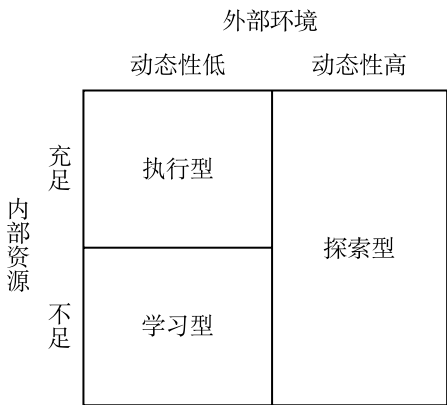 外部环境
动态性低 动态性高
充足
执行型
内部资源
探索型
不足
学习型